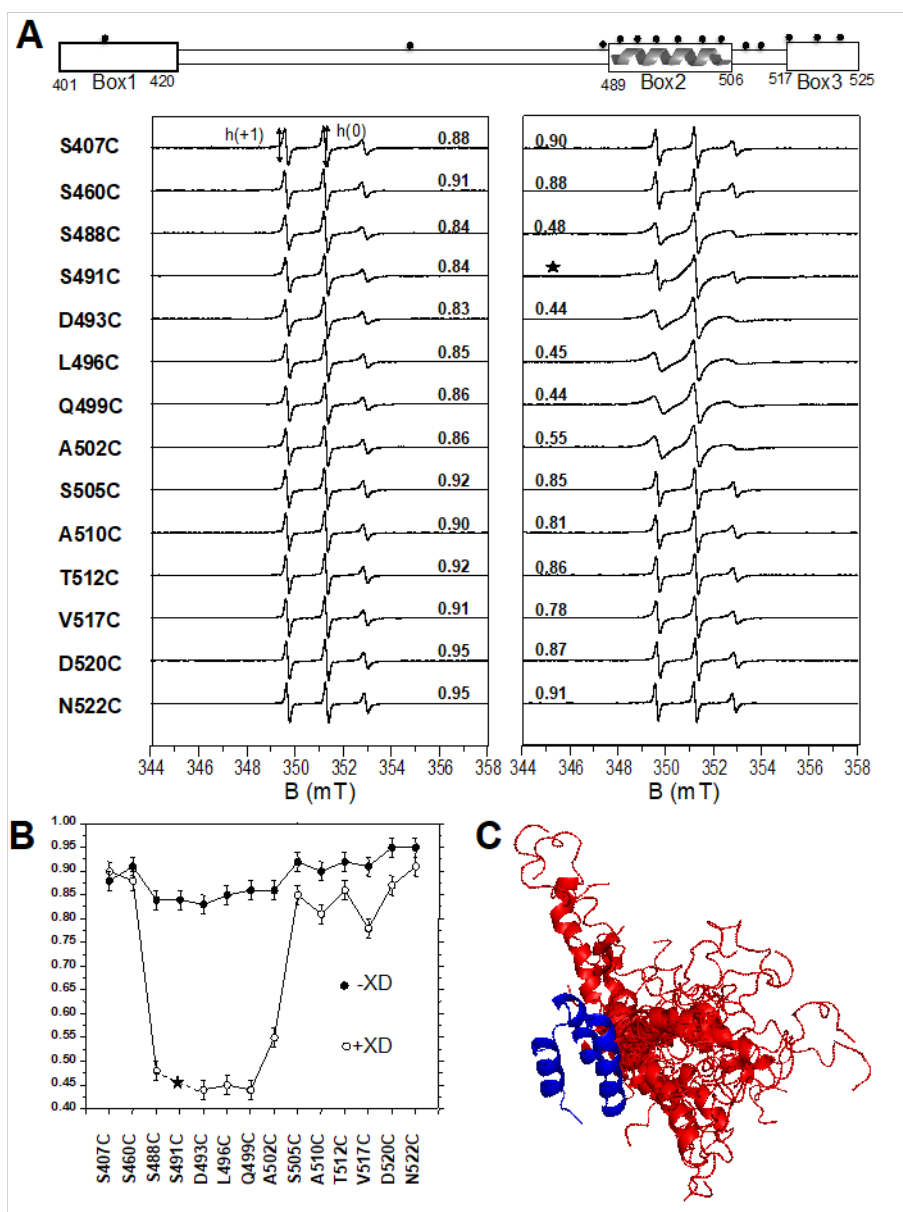 A
401 Box1 420 489 Box2 506 517 Box3 525
h(+1) h(0)
S407C 0.88 0.90
S460C 0.91 0.88
S488C 0.84 0.48
S491C 0.84 ★
D493C 0.83 0.44
L496C 0.85 0.45
Q499C 0.86 0.44
A502C 0.86 0.55
S505C 0.92 0.85
A510C 0.90 0.81
T512C 0.92 0.86
V517C 0.91 0.78
D520C 0.95 0.87
N522C 0.95 0.91
344 346 348 350 352 354 356 358 344 346 348 350 352 354 356 358
B (mT) B (mT)
B
1.00
0.95
0.90
0.85
0.80
0.75
0.70
0.65
0.60
0.55
0.50
0.45
0.40
-XD
+XD
S407C S460C S488C S491C D493C L496C Q499C A502C S505C A510C T512C V517C D520C N522C
C